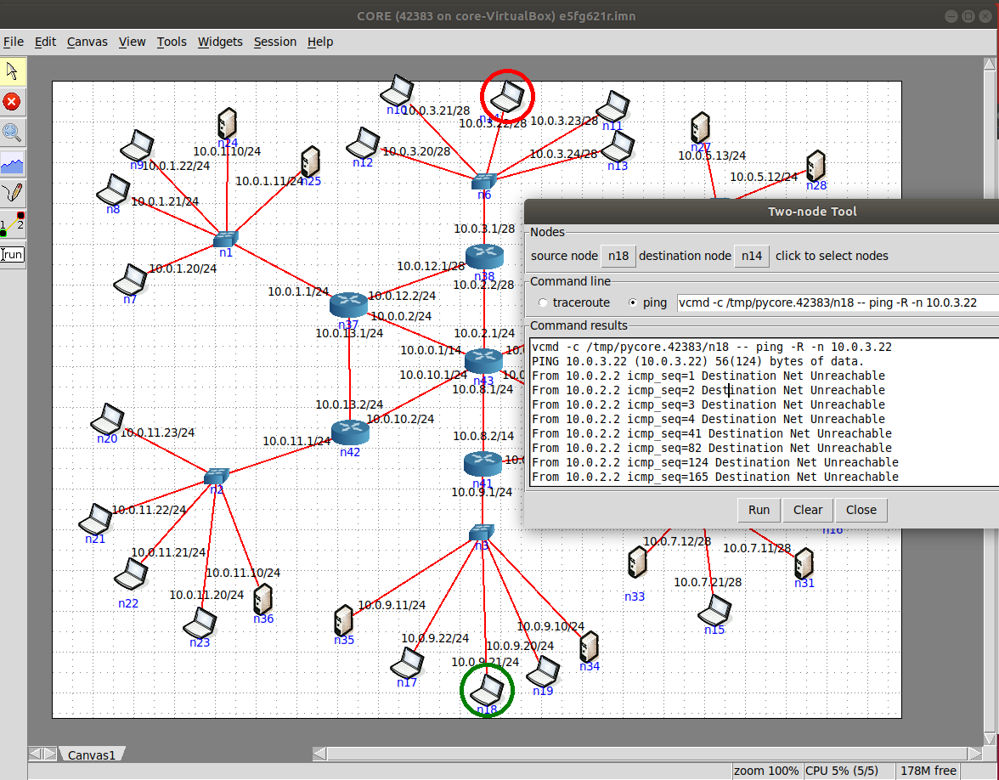 CORE (42383 on core-VirtualBox) e5fg621r.imn
File Edit Canvas View Tools Widgets Session Help
n10
10.0.3.21/28
10.0.3.22/28
10.0.3.23/28
n11
n24
10.0.1.10/24
n9
10.0.1.22/24
n12
10.0.3.20/28
10.0.3.24/28
n13
n27
10.0.5.13/24
10.0.1.11/24
n25
10.0.5.12/24
n28
n6
n8
10.0.1.21/24
10.0.3.1/28
n1
10.0.1.20/24
n7
10.0.12.1/28
n38
10.0.2.2/28
10.0.1.1/24
10.0.12.2/24
10.0.0.2/24
n37
10.0.13.1/24
10.0.2.1/24
10.0.0.1/14
n43
10.0.10.1/24
10.0.8.1/24
10.0.13.2/24
10.0.10.2/24
10.0.11.1/24
n42
10.0.8.2/14
n20
10.0.11.23/24
n2
n41
10.0.9.1/24
10.0.11.22/24
n21
n3
10.0.11.21/24
10.0.11.10/24
n22
10.0.11.20/24
n36
n23
10.0.9.11/24
n35
10.0.9.22/24
n17
10.0.9.10/24
10.0.9.20/24
10.0.9.21/24
n34
n19
n18
n16
10.0.7.12/28
10.0.7.11/28
n33
10.0.7.21/28
n31
n15
Two-node Tool
Nodes
source node n18 destination node n14 click to select nodes
Command line
traceroute ping vcmd -c /tmp/pycore.42383/n18 -- ping -R -n 10.0.3.22
Command results
vcmd -c /tmp/pycore.42383/n18 -- ping -R -n 10.0.3.22
PING 10.0.3.22 (10.0.3.22) 56(124) bytes of data.
From 10.0.2.2 icmp_seq=1 Destination Net Unreachable
From 10.0.2.2 icmp_seq=2 Destination Net Unreachable
From 10.0.2.2 icmp_seq=3 Destination Net Unreachable
From 10.0.2.2 icmp_seq=4 Destination Net Unreachable
From 10.0.2.2 icmp_seq=41 Destination Net Unreachable
From 10.0.2.2 icmp_seq=82 Destination Net Unreachable
From 10.0.2.2 icmp_seq=124 Destination Net Unreachable
From 10.0.2.2 icmp_seq=165 Destination Net Unreachable
Run Clear Close
1 2
run
Canvas1
zoom 100% CPU 5% (5/5) 178M free